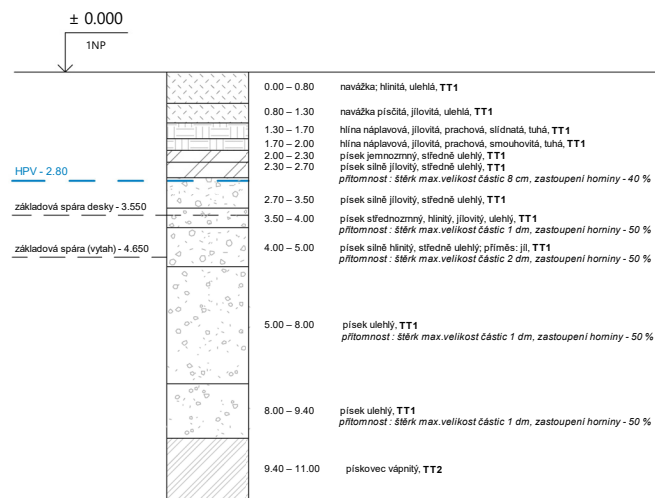 ± 0.000
1NP
0.00 – 0.80 navážka; hlinitá, ulehlá, TT1
0.80 – 1.30 navážka písčitá, jílovitá, ulehlá, TT1
1.30 – 1.70 hlína náplavová, jílovitá, prachová, slídnatá, tuhá, TT1
1.70 – 2.00 hlína náplavová, jílovitá, prachová, smouhovitá, tuhá, TT1
2.00 – 2.30 písek jemnozrnný, středně ulehlý, TT1
2.30 – 2.70 písek silně jílovitý, středně ulehlý, TT1
přítomnost : štěrk max.velikost částic 8 cm, zastoupení horniny - 40 %
HPV - 2.80
2.70 – 3.50 písek silně jílovitý, středně ulehlý, TT1
základová spára desky - 3.550
3.50 – 4.00 písek střednozrný, hlinitý, jílovitý, ulehlý, TT1
přítomnost : štěrk max.velikost částic 1 dm, zastoupení horniny - 50 %
základová spára (vytah) - 4.650
4.00 – 5.00 písek silně hlinitý, středně ulehlý; příměs: jíl, TT1
přítomnost : štěrk max.velikost částic 2 dm, zastoupení horniny - 50 %
5.00 – 8.00 písek ulehlý, TT1
přítomnost : štěrk max.velikost částic 1 dm, zastoupení horniny - 50 %
8.00 – 9.40 písek ulehlý, TT1
přítomnost : štěrk max.velikost částic 1 dm, zastoupení horniny - 50 %
9.40 – 11.00 pískovec vápnitý, TT2